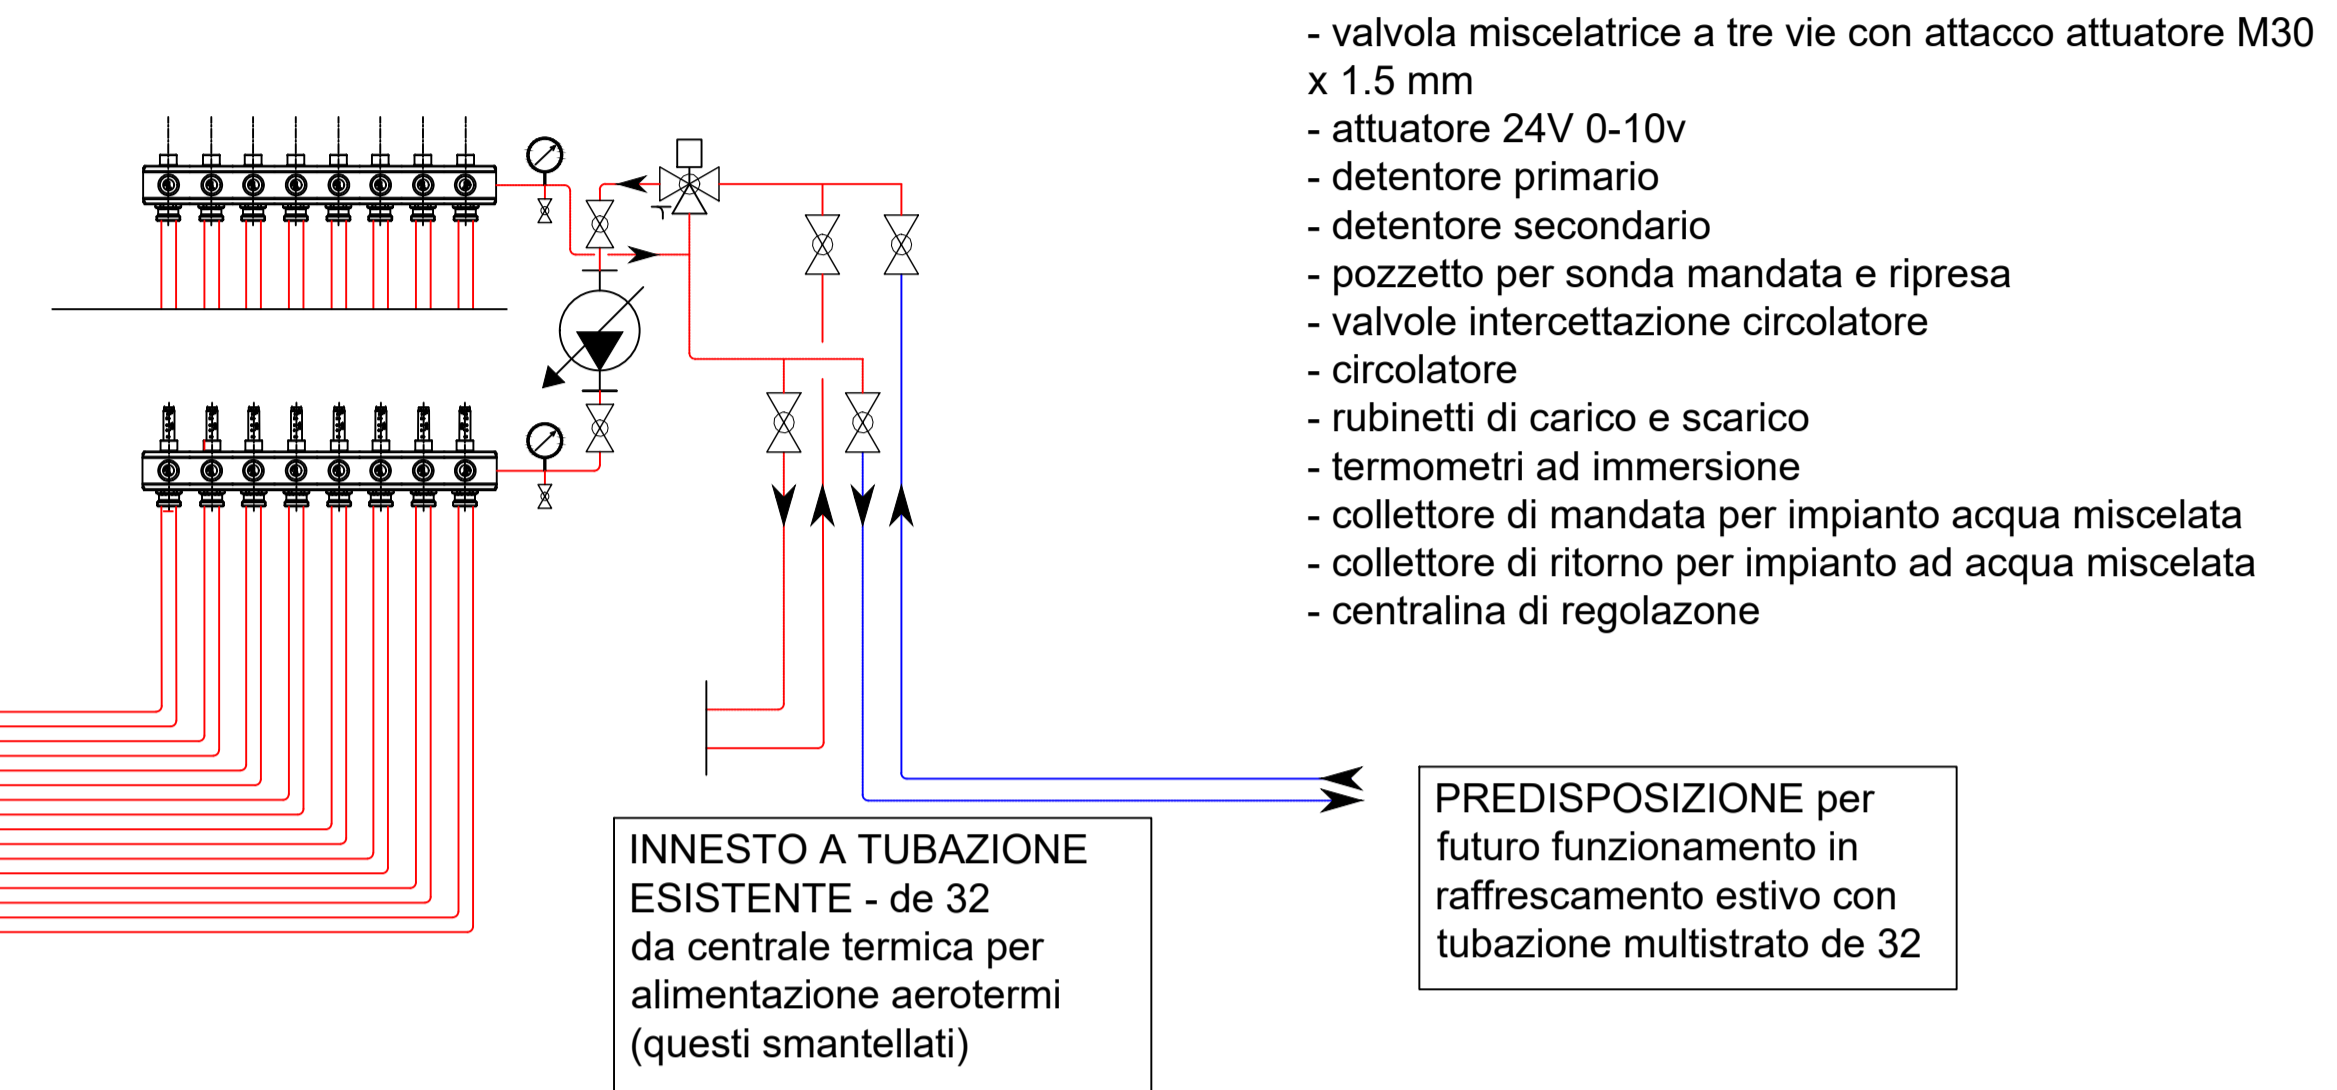 - valvola miscelatrice a tre vie con attacco attuatore M30
x 1.5 mm
- attuatore 24V 0-10v
- detentore primario
- detentore secondario
- pozzetto per sonda mandata e ripresa
- valvole intercettazione circolatore
- circolatore
- rubinetti di carico e scarico
- termometri ad immersione
- collettore di mandata per impianto acqua miscelata
- collettore di ritorno per impianto ad acqua miscelata
- centralina di regolazone
INNESTO A TUBAZIONE
ESISTENTE - de 32
da centrale termica per
alimentazione aerotermi
(questi smantellati)
PREDISPOSIZIONE per
futuro funzionamento in
raffrescamento estivo con
tubazione multistrato de 32